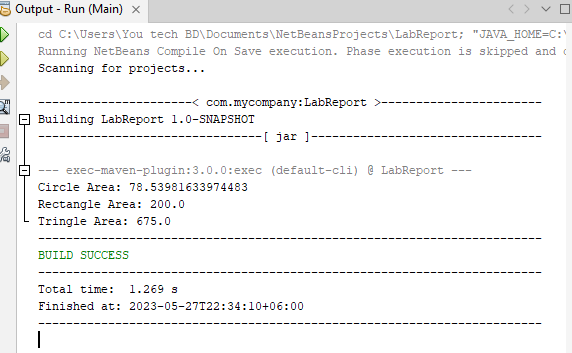 Output - Run (Main)
cd C:\Users\You tech BD\Documents\NetBeansProjects\LabReport; "JAVA_HOME=C:\
Running NetBeans Compile On Save execution. Phase execution is skipped and
Scanning for projects...
----------------------< com.mycompany:LabReport >-----------------------
Building LabReport 1.0-SNAPSHOT
--------------------------------[ jar ]---------------------------------
--- exec-maven-plugin:3.0.0:exec (default-cli) @ LabReport ---
Circle Area: 78.53981633974483
Rectangle Area: 200.0
Tringle Area: 675.0
------------------------------------------------------------------------
BUILD SUCCESS
------------------------------------------------------------------------
Total time:  1.269 s
Finished at: 2023-05-27T22:34:10+06:00
------------------------------------------------------------------------